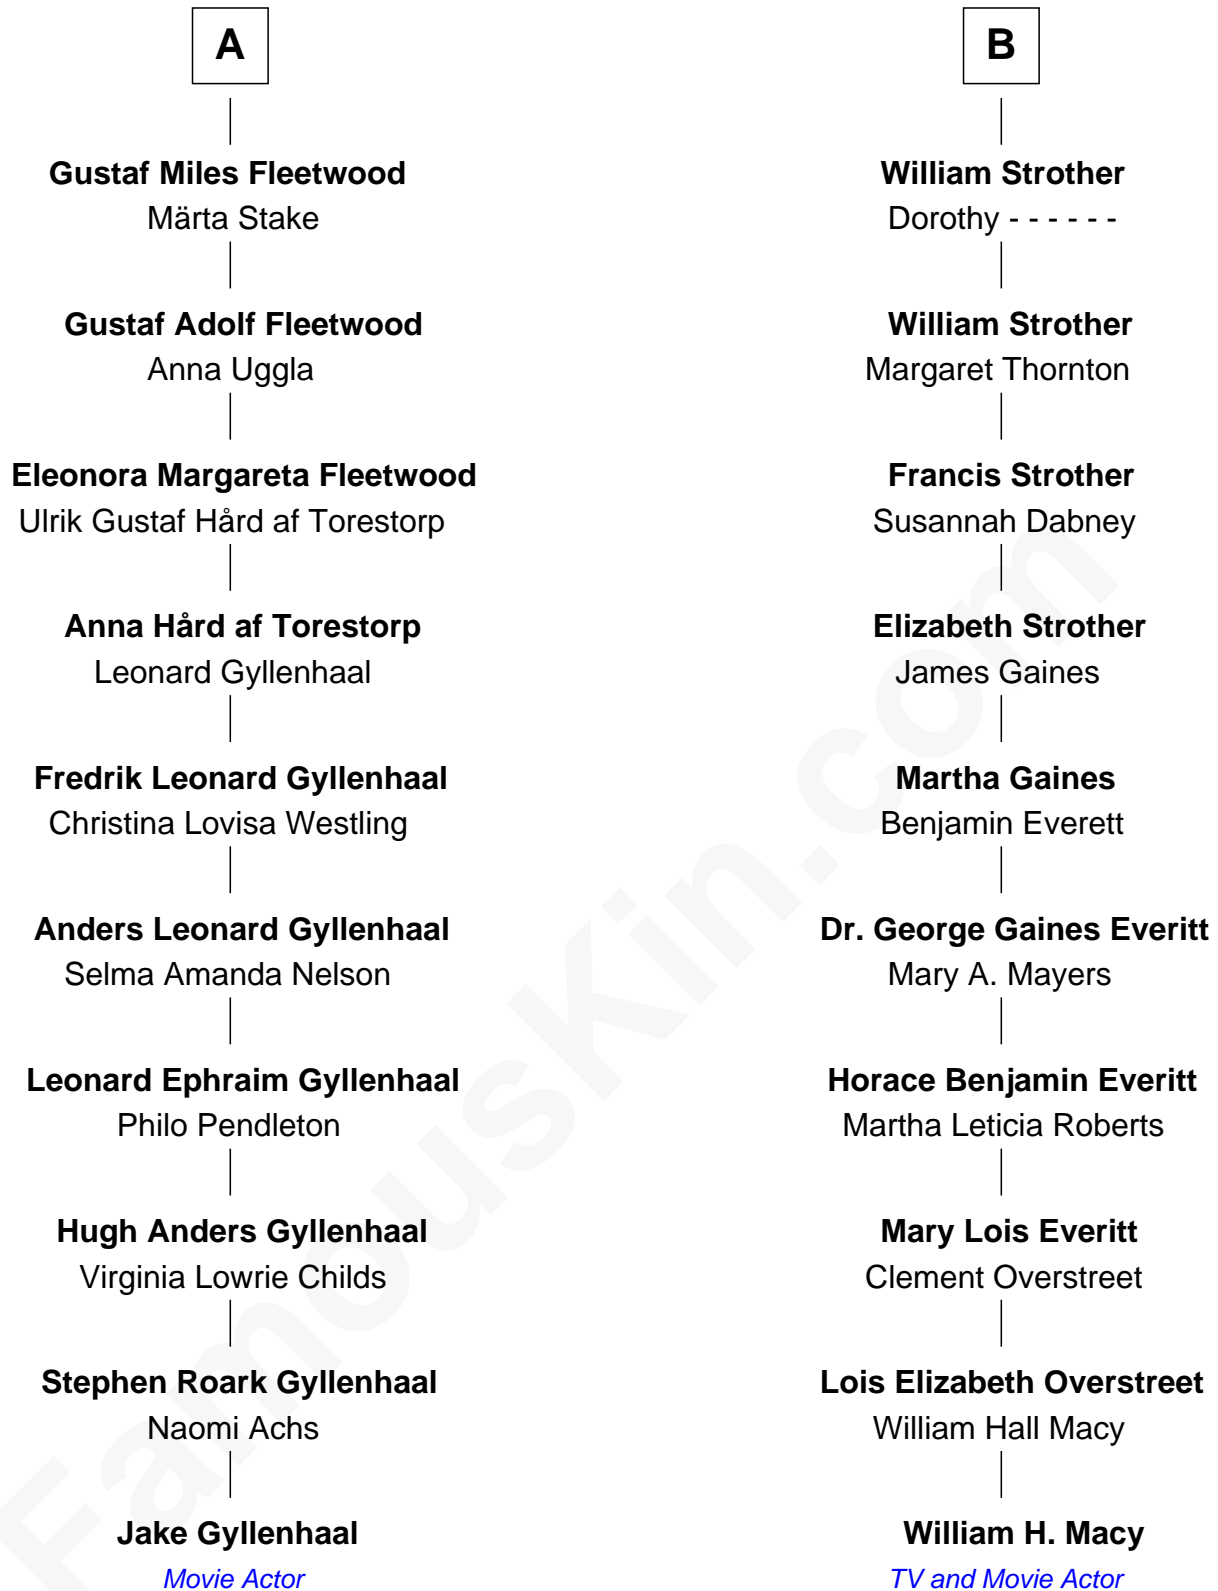 A
Gustaf Miles Fleetwood
Märta Stake
Gustaf Adolf Fleetwood
Anna Uggla
Eleonora Margareta Fleetwood
Ulrik Gustaf Hård af Torestorp
Anna Hård af Torestorp
Leonard Gyllenhaal
Fredrik Leonard Gyllenhaal
Christina Lovisa Westling
Anders Leonard Gyllenhaal
Selma Amanda Nelson
Leonard Ephraim Gyllenhaal
Philo Pendleton
Hugh Anders Gyllenhaal
Virginia Lowrie Childs
Stephen Roark Gyllenhaal
Naomi Achs
Jake Gyllenhaal
Movie Actor
B
William Strother
Dorothy - - - - - -
William Strother
Margaret Thornton
Francis Strother
Susannah Dabney
Elizabeth Strother
James Gaines
Martha Gaines
Benjamin Everett
Dr. George Gaines Everitt
Mary A. Mayers
Horace Benjamin Everitt
Martha Leticia Roberts
Mary Lois Everitt
Clement Overstreet
Lois Elizabeth Overstreet
William Hall Macy
William H. Macy
TV and Movie Actor
FamousKin.com